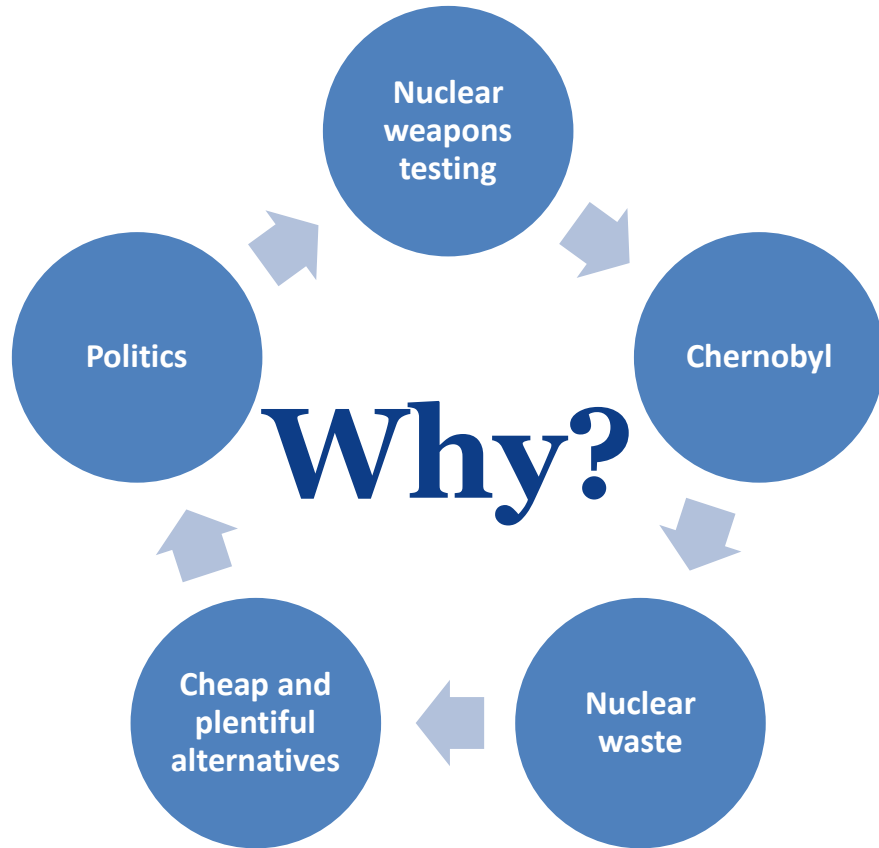 Nuclear
weapons
testing
Politics
Chernobyl
Why?
Cheap and
plentiful
alternatives
Nuclear
waste